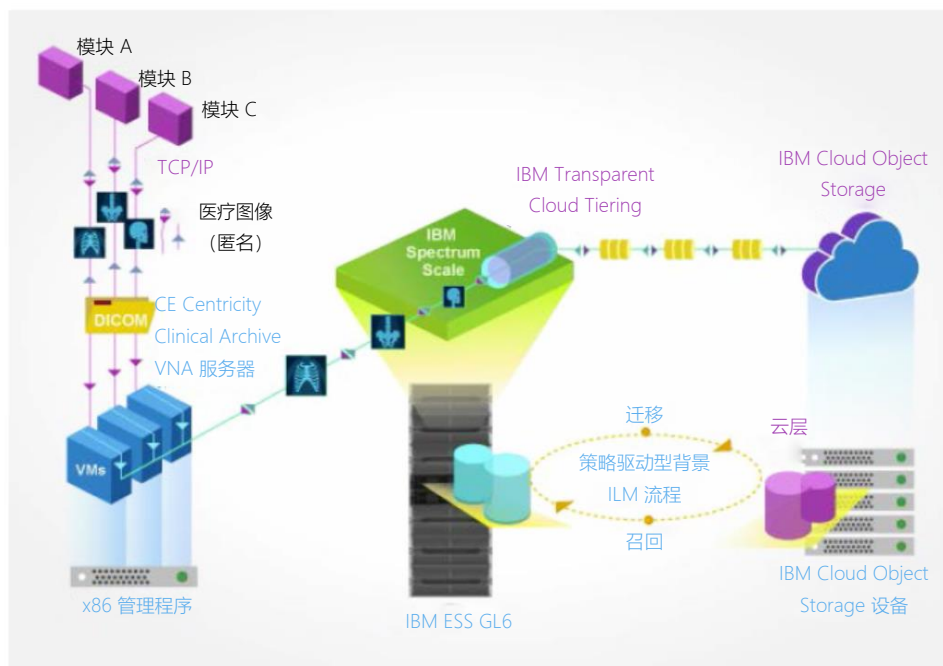 模块 A
模块 B
模块 C
TCP/IP
医疗图像
（匿名）
DICOM
CE Centricity
Clinical Archive
VNA 服务器
VMs
x86 管理程序
IBM
Spectrum
Scale
IBM Transparent
Cloud Tiering
IBM Cloud Object
Storage
迁移
策略驱动型背景
ILM 流程
召回
云层
IBM ESS GL6
IBM Cloud Object
Storage 设备